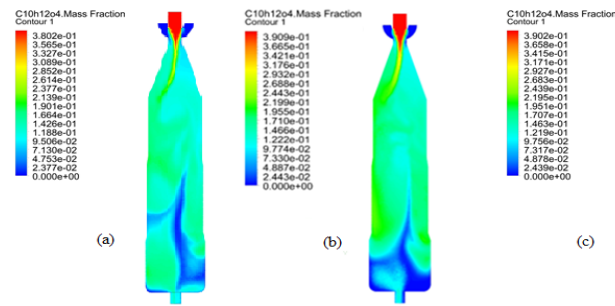 C10h12o4.Mass Fraction
Contour 1
3.802e-01
3.565e-01
3.327e-01
3.089e-01
2.852e-01
2.614e-01
2.377e-01
2.139e-01
1.901e-01
1.664e-01
1.426e-01
1.188e-01
9.506e-02
7.130e-02
4.753e-02
2.377e-02
0.000e+00
(a)
C10h12o4.Mass Fraction
Contour 1
3.909e-01
3.665e-01
3.421e-01
3.176e-01
2.932e-01
2.688e-01
2.443e-01
2.199e-01
1.955e-01
1.710e-01
1.466e-01
1.222e-01
9.774e-02
7.330e-02
4.887e-02
2.443e-02
0.000e+00
(b)
C10h12o4.Mass Fraction
Contour 1
3.902e-01
3.658e-01
3.415e-01
3.171e-01
2.927e-01
2.683e-01
2.439e-01
2.195e-01
1.951e-01
1.707e-01
1.463e-01
1.219e-01
9.756e-02
7.317e-02
4.878e-02
2.439e-02
0.000e+00
(c)